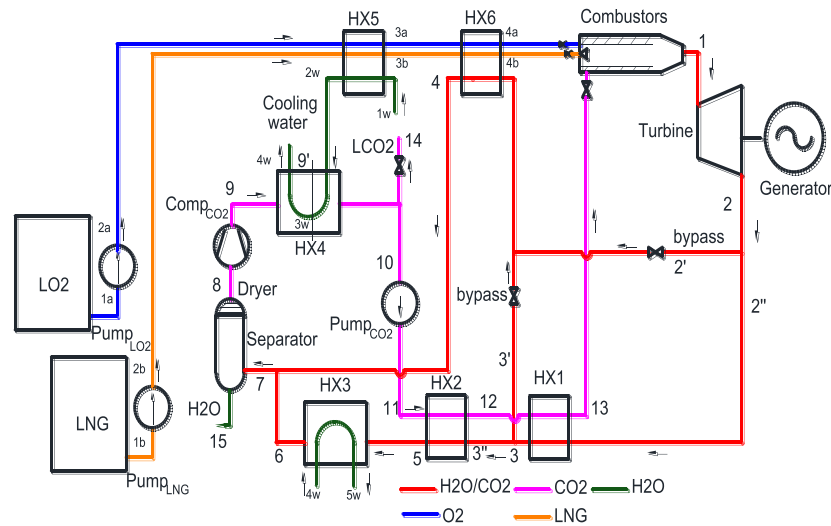 HX5
HX6
Combustors
3a
4a
1
3b
4b
2w
4
Cooling
water
1w
Turbine
LCO2
14
4w
9'
Generator
9
CompCO2
3w
2
HX4
bypass
2a
10
2'
LO2
8
Dryer
1a
bypass
2"
PumpCO2
PumpLO2
Separator
2b
3'
7
HX3
HX2
HX1
LNG
H2O
11
12
13
15
1b
6
5
3"
3
PumpLNG
4w
5w
H2O/CO2
CO2
H2O
O2
LNG